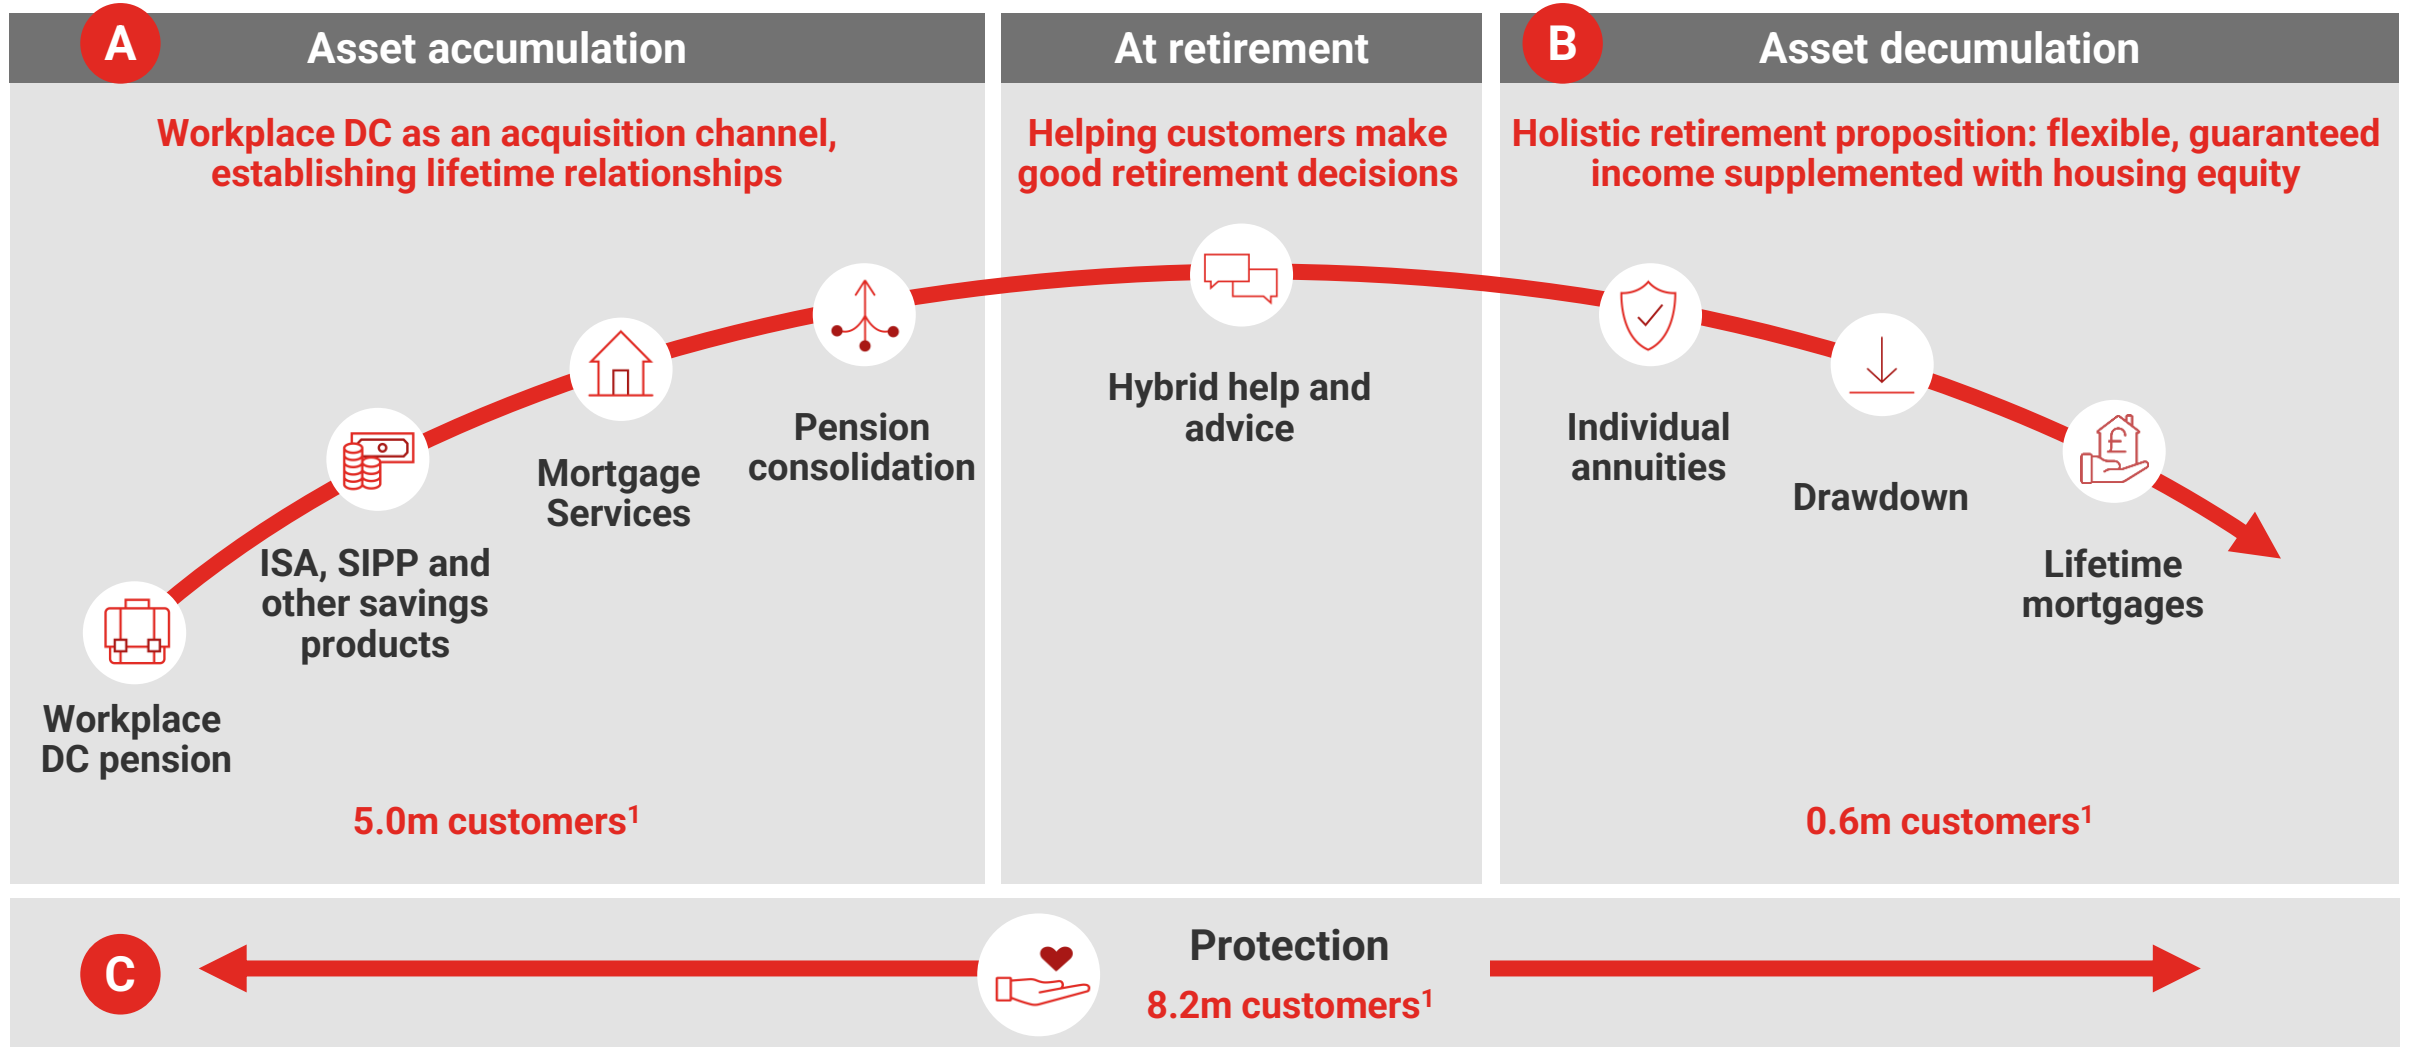 A
Asset accumulation
Workplace DC as an acquisition channel,
establishing lifetime relationships
Workplace
DC pension
ISA, SIPP and
other savings
products
Mortgage
Services
Pension
consolidation
5.0m customers¹
At retirement
Helping customers make
good retirement decisions
Hybrid help and
advice
B
Asset decumulation
Holistic retirement proposition: flexible, guaranteed
income supplemented with housing equity
Individual
annuities
Drawdown
£
Lifetime
mortgages
0.6m customers¹
C
Protection
8.2m customers¹